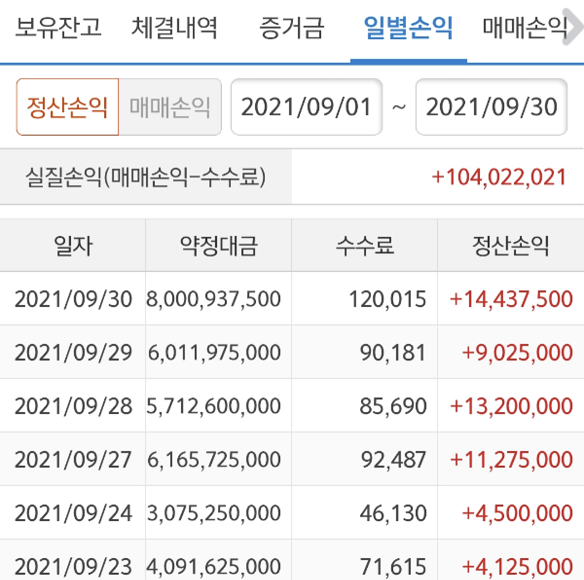 보유잔고 체결내역 증거금 일별손익 매매손익
정산손익 매매손익 2021/09/01 ~ 2021/09/30
실질손익(매매손익-수수료) +104,022,021
일자 약정대금 수수료 정산손익
2021/09/30 8,000,937,500 120,015 +14,437,500
2021/09/29 6,011,975,000 90,181 +9,025,000
2021/09/28 5,712,600,000 85,690 +13,200,000
2021/09/27 6,165,725,000 92,487 +11,275,000
2021/09/24 3,075,250,000 46,130 +4,500,000
2021/09/23 4,091,625,000 71,615 +4,125,000